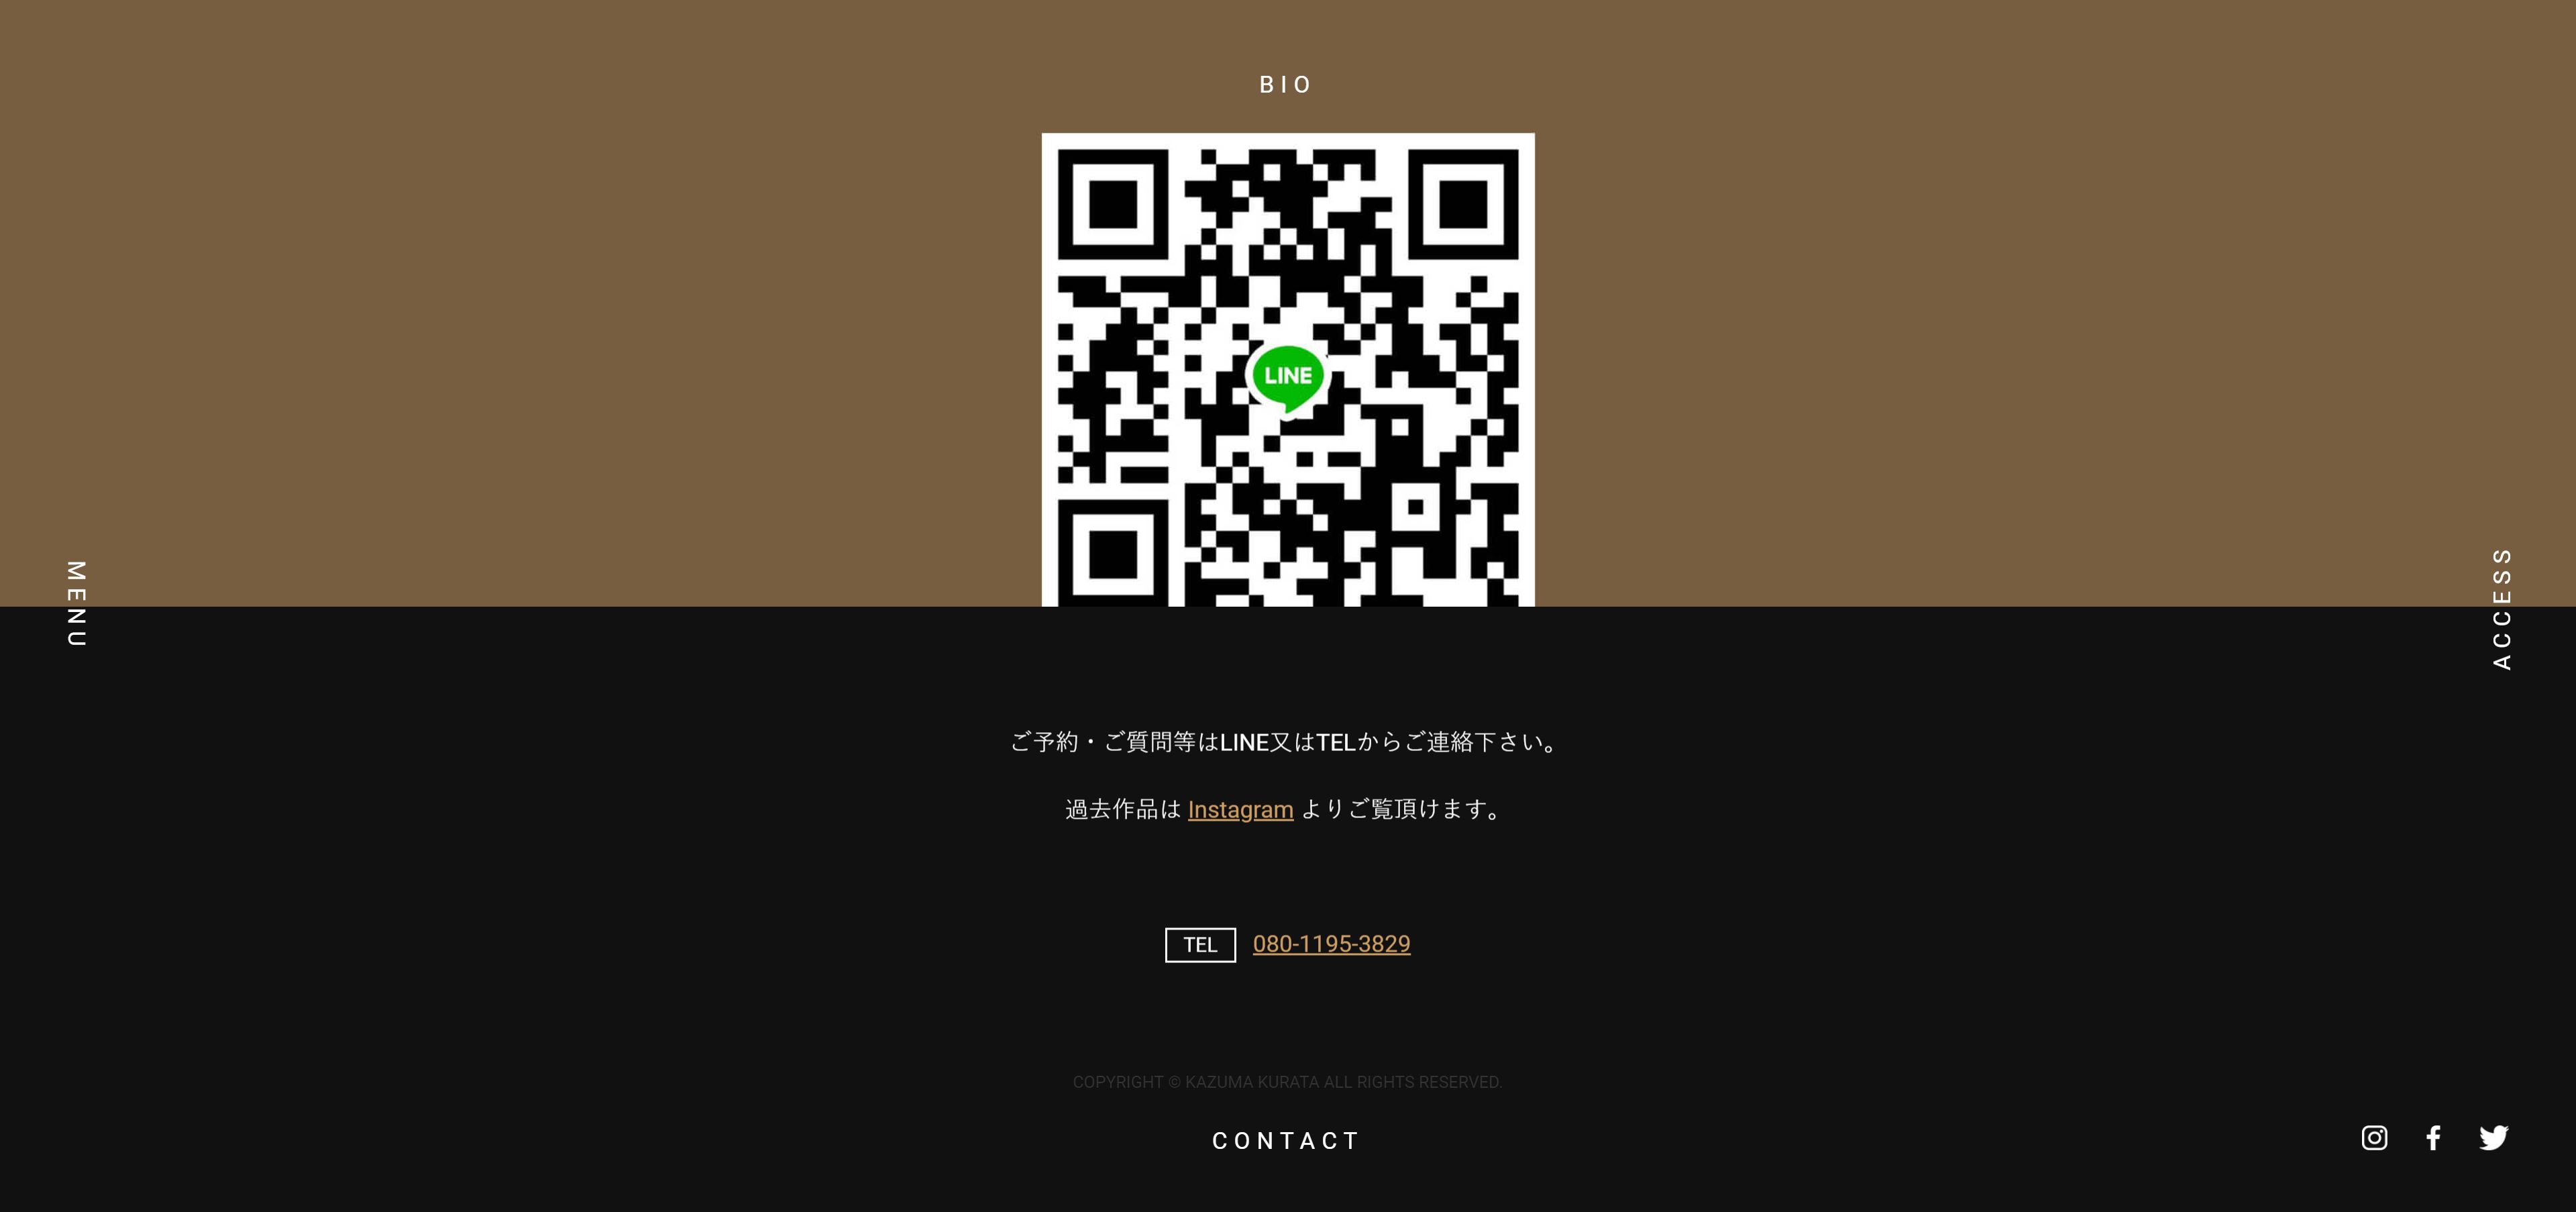 BIO
LINE
MENU
ACCESS
ご予約・ご質問等はLINE又はTELからご連絡下さい。
過去作品は Instagram よりご覧頂けます。
TEL 080-1195-3829
COPYRIGHT © KAZUMA KURATA ALL RIGHTS RESERVED.
CONTACT